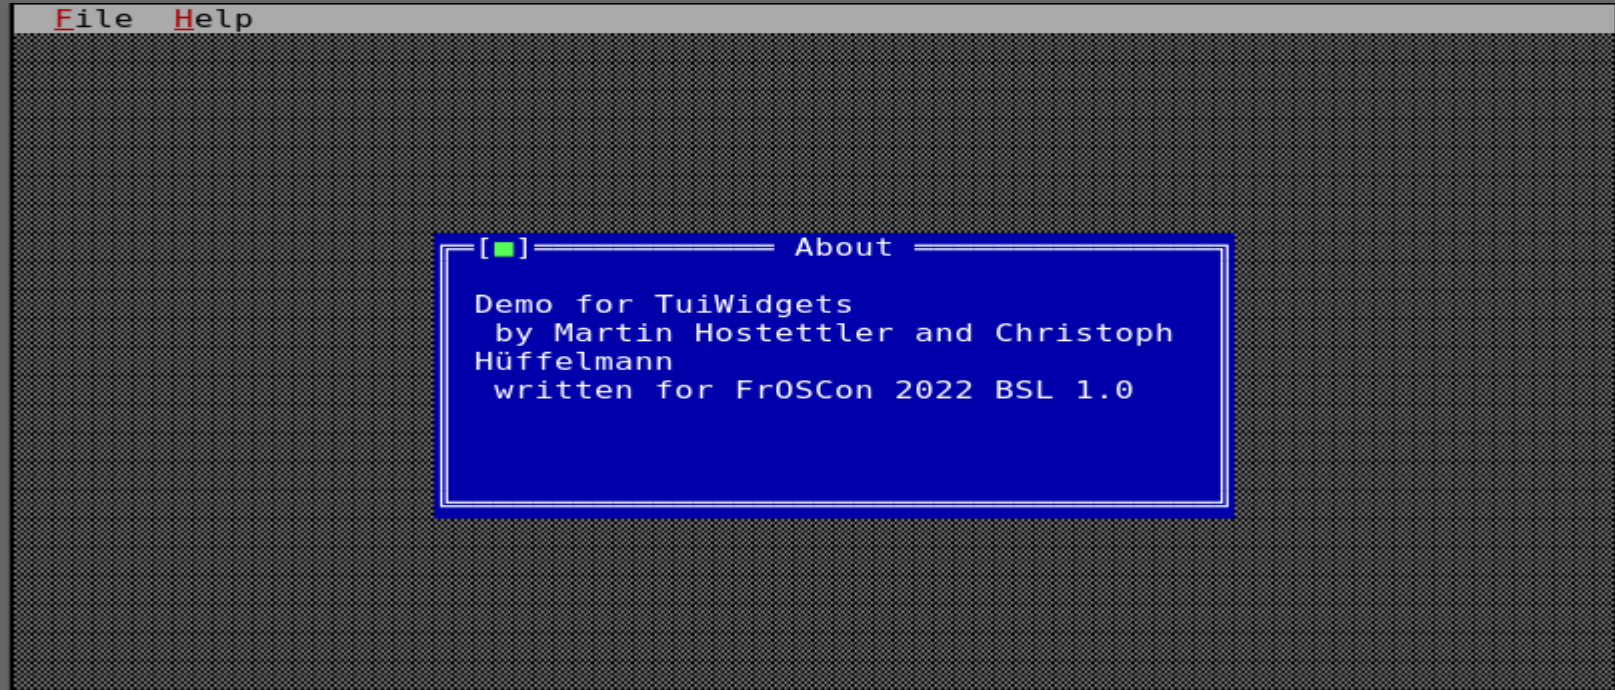 File Help
[■] About
Demo for TuiWidgets
by Martin Hostettler and Christoph
Hüffelmann
written for FrOSCon 2022 BSL 1.0